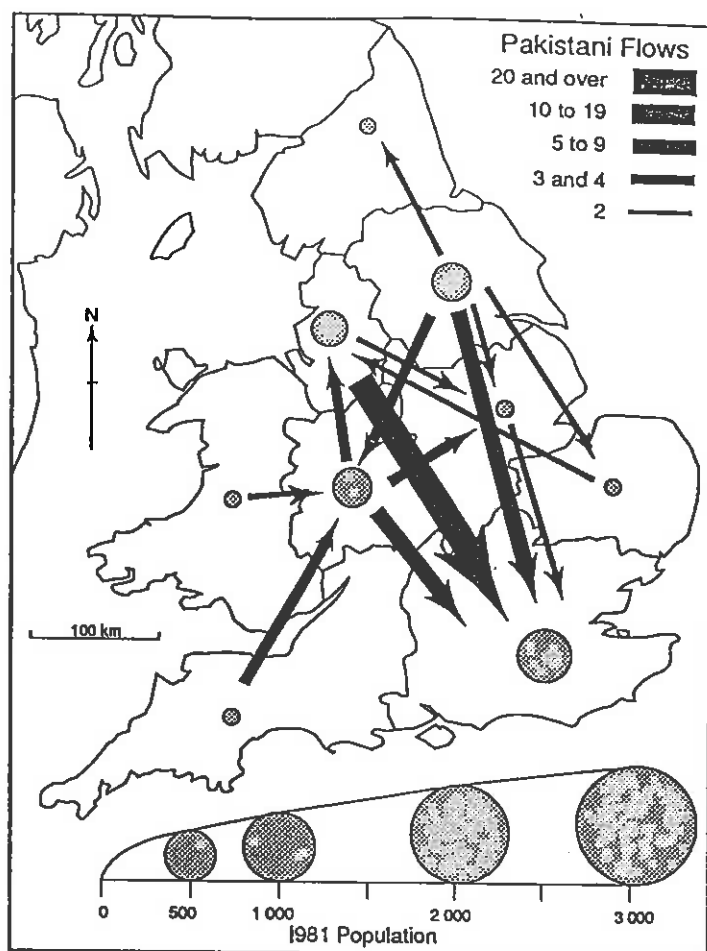 Pakistani Flows
20 and over
10 to 19
5 to 9
3 and 4
2
N
100 km
0 500 1 000 2 000 3 000
1981 Population